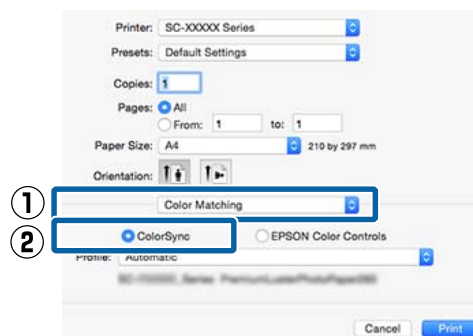 Printer: SC-XXXXX Series
Presets: Default Settings
Copies: 1
Pages: All
From: 1 to: 1
Paper Size: A4 210 by 297 mm
Orientation:
① Color Matching
② ColorSync EPSON Color Controls
Profile: Automatic
Cancel Print